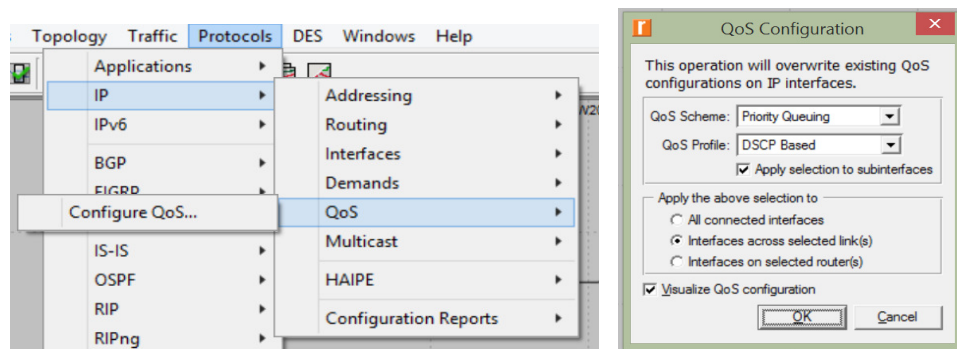 Topology Traffic Protocols DES Windows Help
Applications
IP
IPv6
BGP
EIGRP
Configure QoS...
IS-IS
OSPF
RIP
RIPng
Addressing
Routing
Interfaces
Demands
QoS
Multicast
HAIPE
Configuration Reports
QoS Configuration
This operation will overwrite existing QoS
configurations on IP interfaces.
QoS Scheme: Priority Queuing
QoS Profile: DSCP Based
Apply selection to subinterfaces
Apply the above selection to
All connected interfaces
Interfaces across selected link(s)
Interfaces on selected router(s)
Visualize QoS configuration
OK Cancel